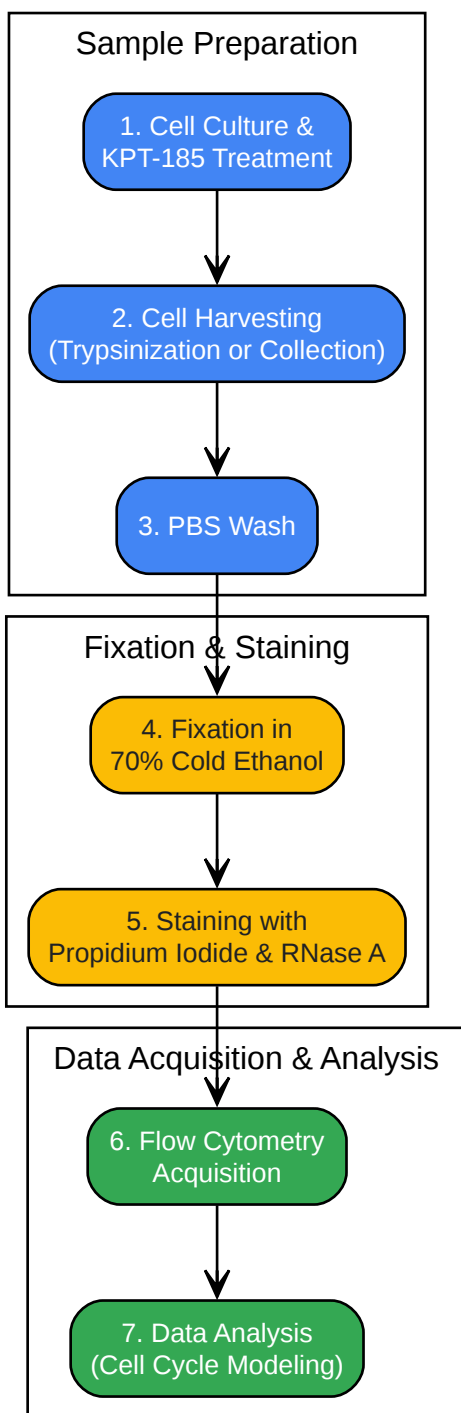 Sample Preparation
1. Cell Culture &
KPT-185 Treatment
2. Cell Harvesting
(Trypsinization or Collection)
3. PBS Wash
Fixation & Staining
4. Fixation in
70% Cold Ethanol
5. Staining with
Propidium Iodide & RNase A
Data Acquisition & Analysis
6. Flow Cytometry
Acquisition
7. Data Analysis
(Cell Cycle Modeling)